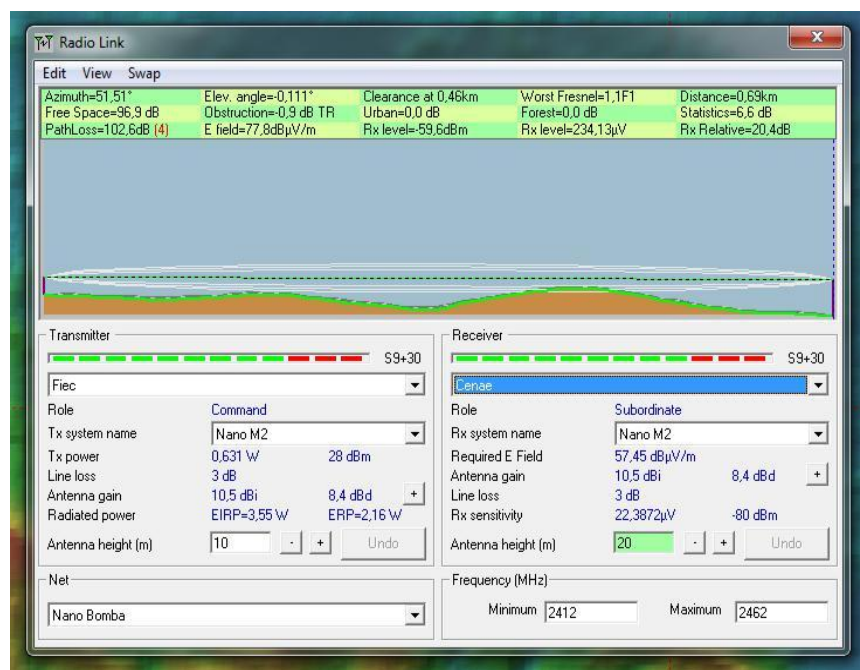 Radio Link
Edit View Swap
Azimuth=51,51° Elev. angle=-0,111° Clearance at 0,46km Worst Fresnel=1,1F1 Distance=0,69km
Free Space=96,9 dB Obstruction=-0,9 dB TR Urban=0,0 dB Forest=0,0 dB Statistics=6,6 dB
PathLoss=102,6dB (4) E field=77,8dBµV/m Rx level=-59,6dBm Rx level=234,13µV Rx Relative=20,4dB
Transmitter
S9+30
Fiec
Role Command
Tx system name Nano M2
Tx power 0,631 W 28 dBm
Line loss 3 dB
Antenna gain 10,5 dBi 8,4 dBd +
Radiated power EIRP=3,55 W ERP=2,16 W
Antenna height (m) 10 - + Undo
Receiver
S9+30
Cenae
Role Subordinate
Rx system name Nano M2
Required E Field 57,45 dBµV/m
Antenna gain 10,5 dBi 8,4 dBd +
Line loss 3 dB
Rx sensitivity 22,3872µV -80 dBm
Antenna height (m) 20 - + Undo
Net
Nano Bomba
Frequency (MHz)
Minimum 2412 Maximum 2462